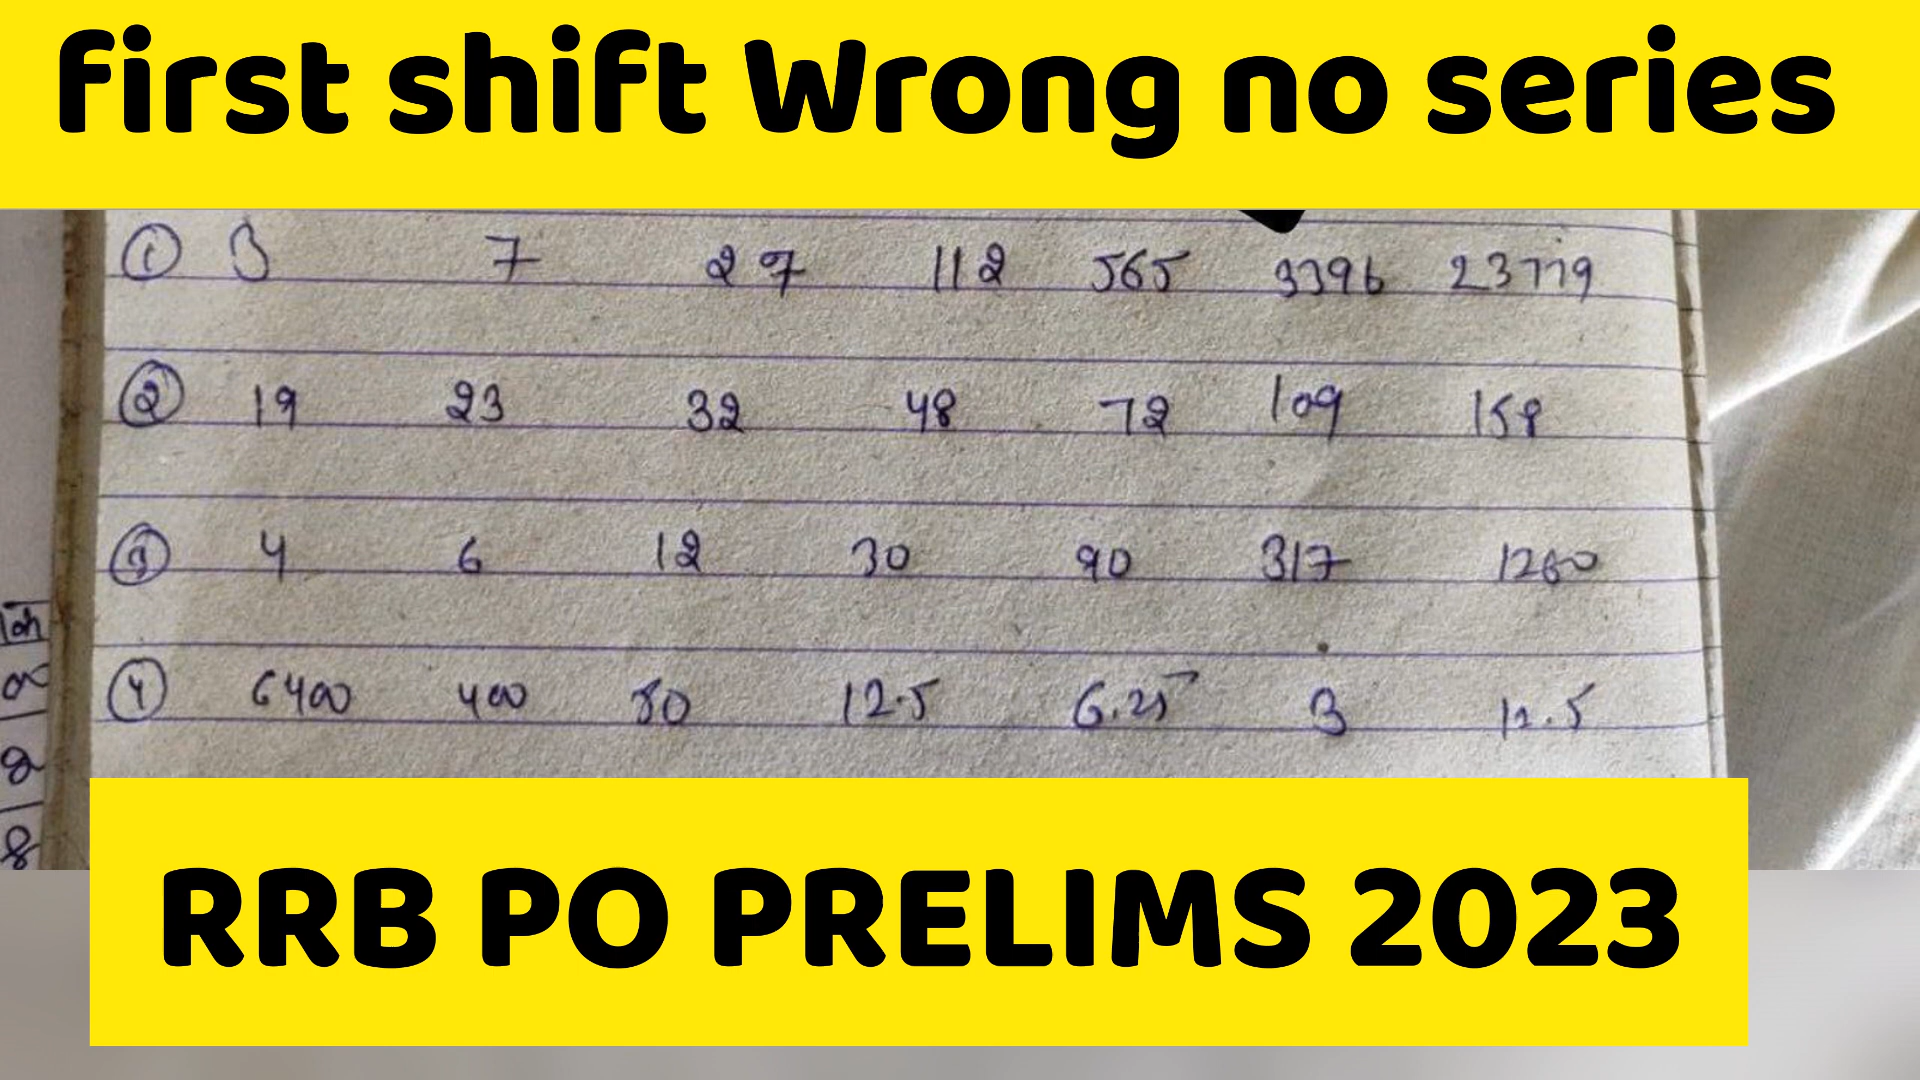 first shift Wrong no series
① 3 7 27 112 565 3396 23779
② 19 23 32 48 72 109 158
③ 4 6 12 30 90 317 1260
④ 6400 400 80 12.5 6.25 3 12.5
RRB PO PRELIMS 2023